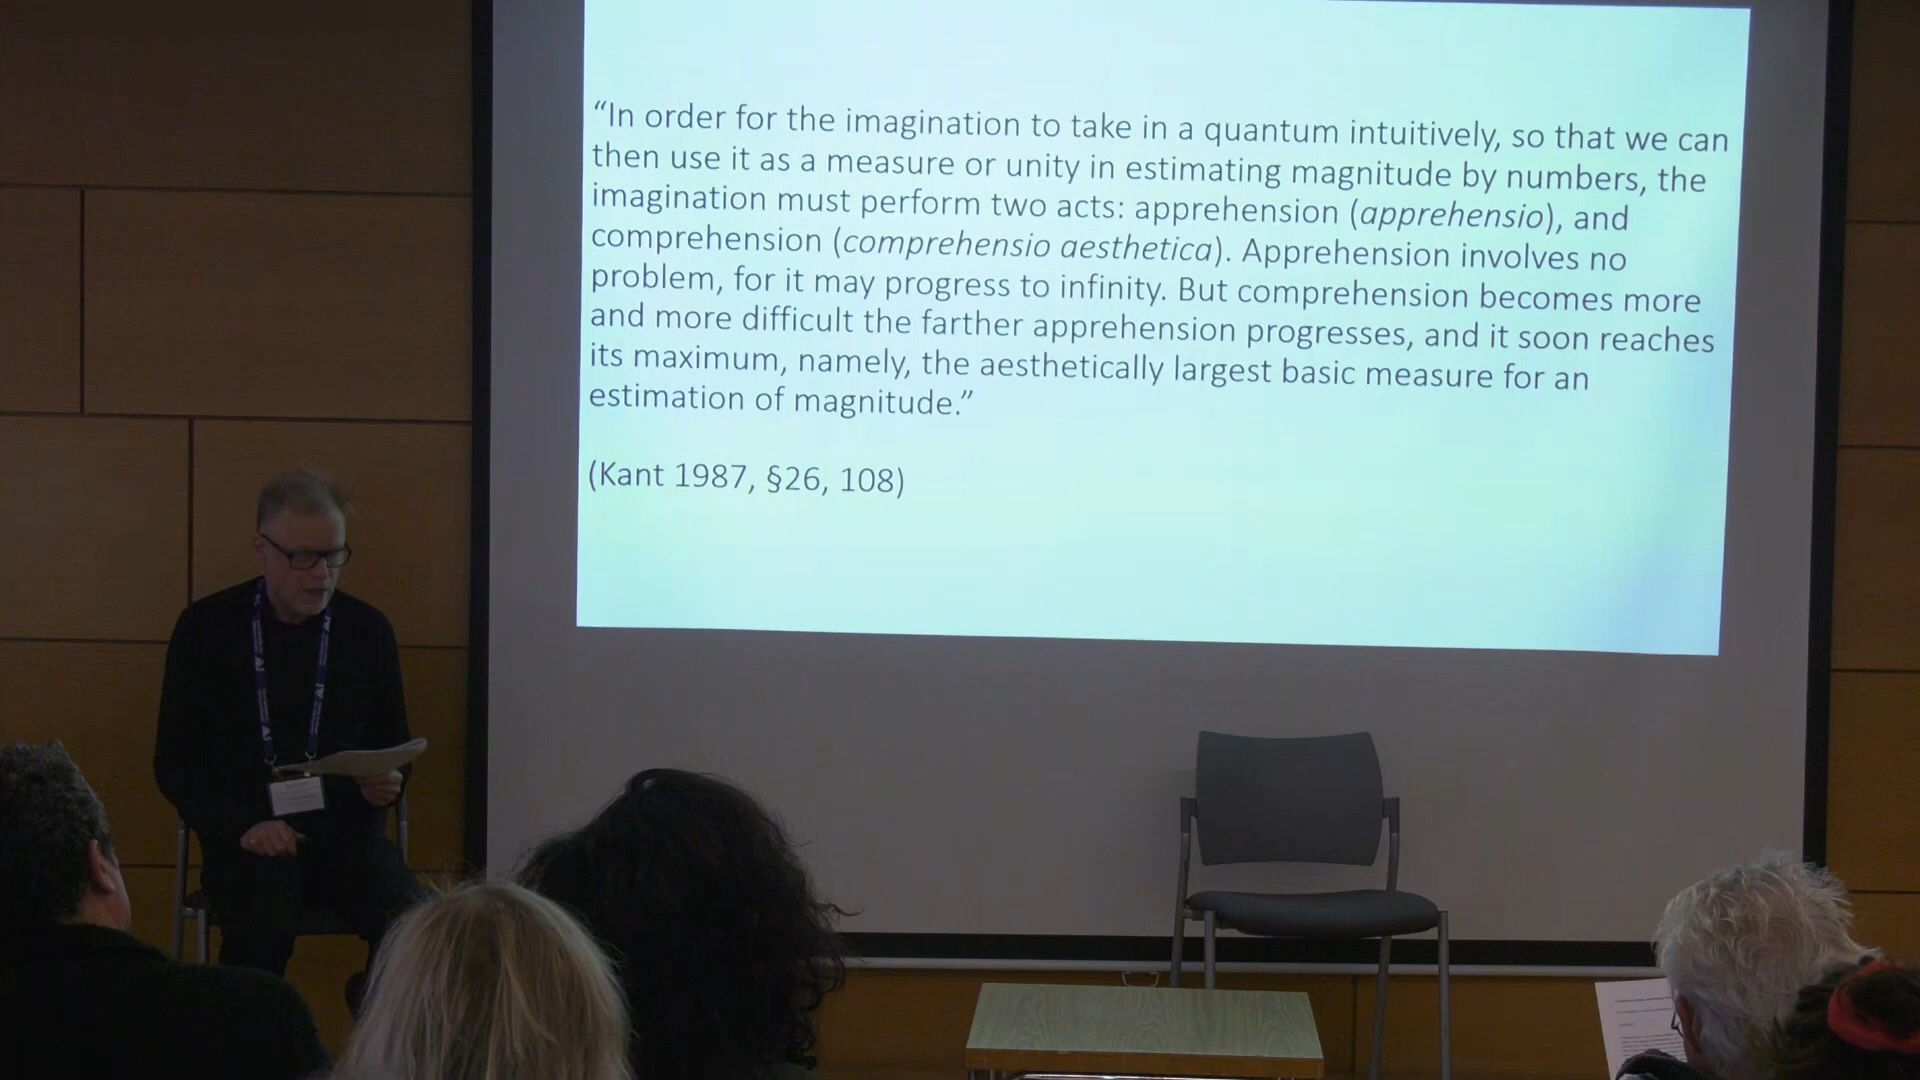 “In order for the imagination to take in a quantum intuitively, so that we can
then use it as a measure or unity in estimating magnitude by numbers, the
imagination must perform two acts: apprehension (apprehensio), and
comprehension (comprehensio aesthetica). Apprehension involves no
problem, for it may progress to infinity. But comprehension becomes more
and more difficult the farther apprehension progresses, and it soon reaches
its maximum, namely, the aesthetically largest basic measure for an
estimation of magnitude.”
(Kant 1987, §26, 108)